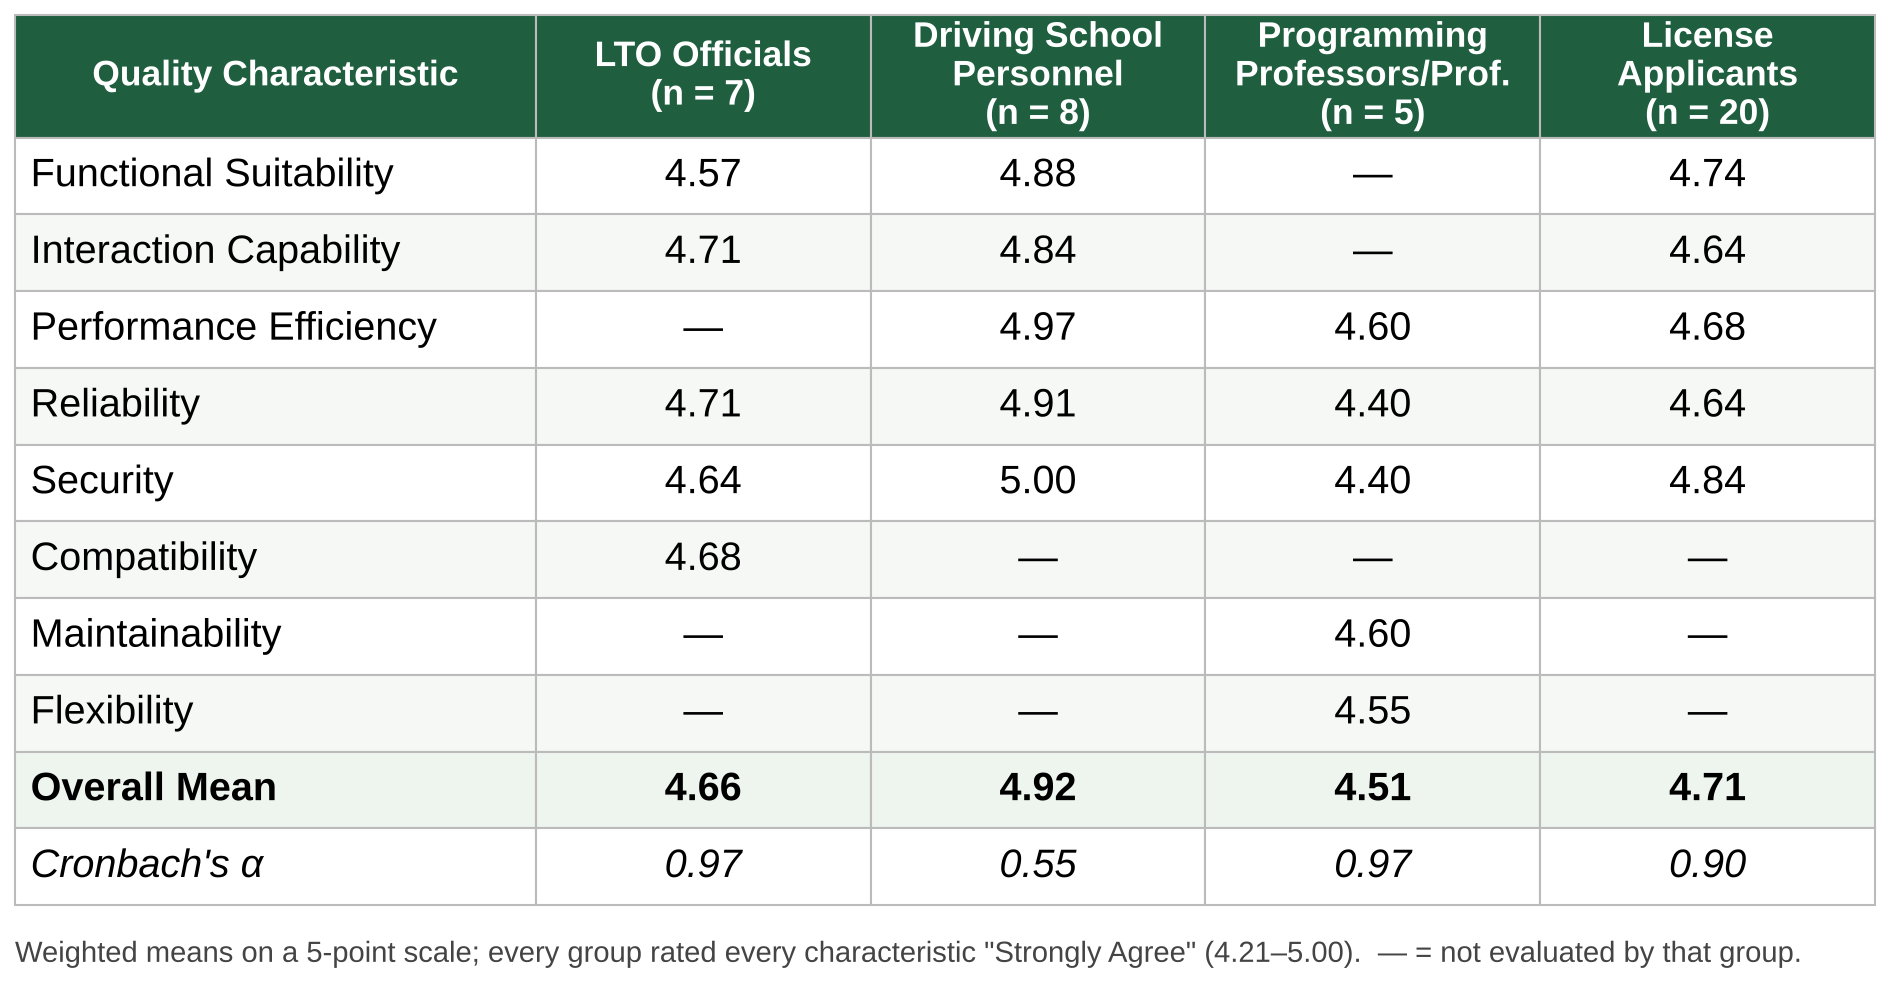 Quality Characteristic
LTO Officials
(n = 7)
Driving School
Personnel
(n = 8)
Programming
Professors/Prof.
(n = 5)
License
Applicants
(n = 20)
Functional Suitability 4.57 4.88 — 4.74
Interaction Capability 4.71 4.84 — 4.64
Performance Efficiency — 4.97 4.60 4.68
Reliability 4.71 4.91 4.40 4.64
Security 4.64 5.00 4.40 4.84
Compatibility 4.68 — — —
Maintainability — — 4.60 —
Flexibility — — 4.55 —
Overall Mean 4.66 4.92 4.51 4.71
Cronbach's α 0.97 0.55 0.97 0.90
Weighted means on a 5-point scale; every group rated every characteristic "Strongly Agree" (4.21–5.00).  — = not evaluated by that group.